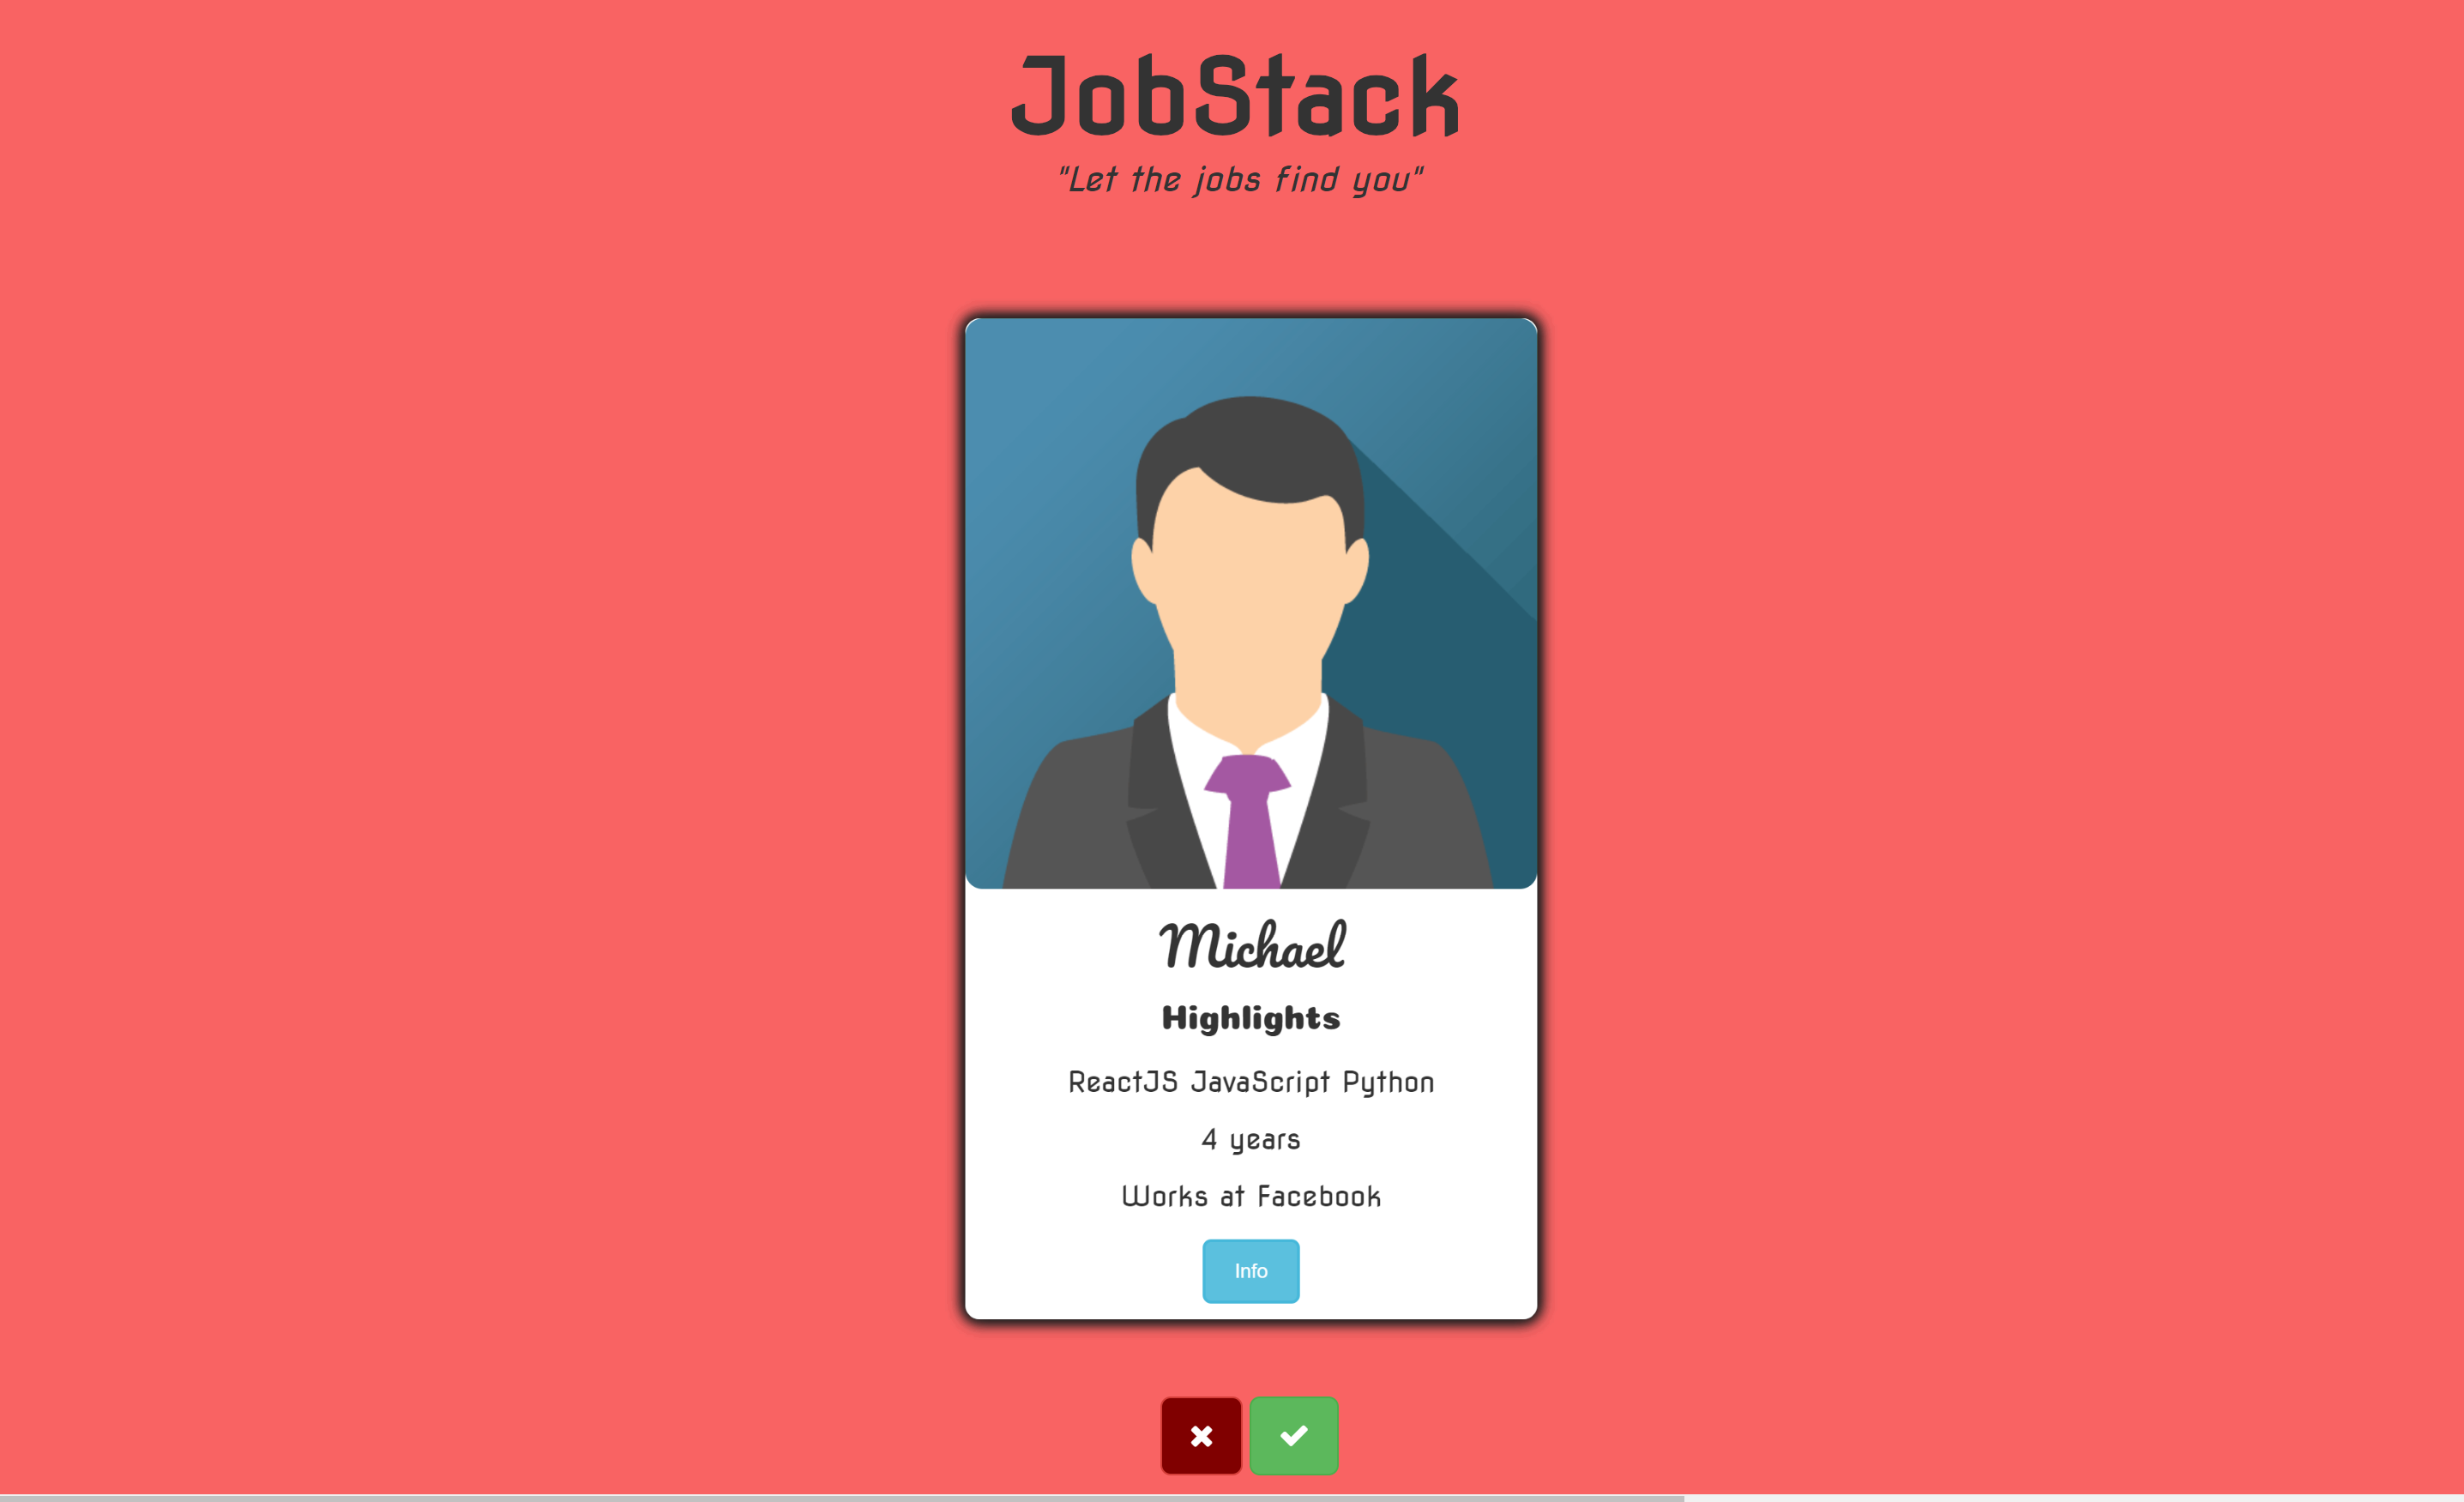 JobStack
"Let the jobs find you"
Michael
Highlights
ReactJS JavaScript Python
4 years
Works at Facebook
Info